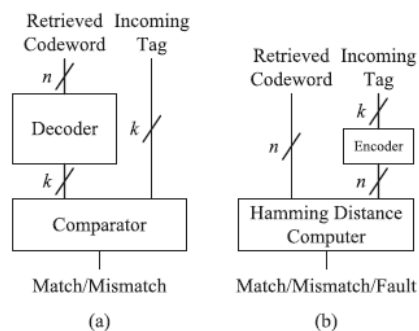 Retrieved
Codeword
Incoming
Tag
n
Decoder
k
k
Comparator
Match/Mismatch
(a)
Retrieved
Codeword
Incoming
Tag
k
Encoder
n
n
Hamming Distance
Computer
Match/Mismatch/Fault
(b)